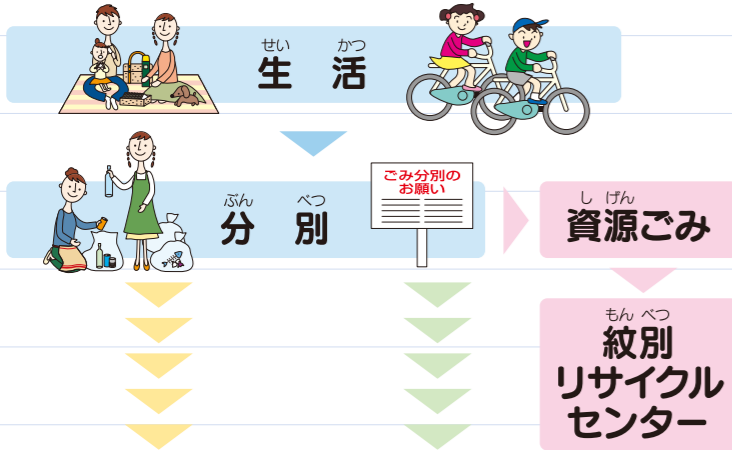 せい かつ
生 活
ぶん べつ
分 別
ごみ分別の
お願い
し げん
資源ごみ
もん べつ
紋別
リサイクル
センター